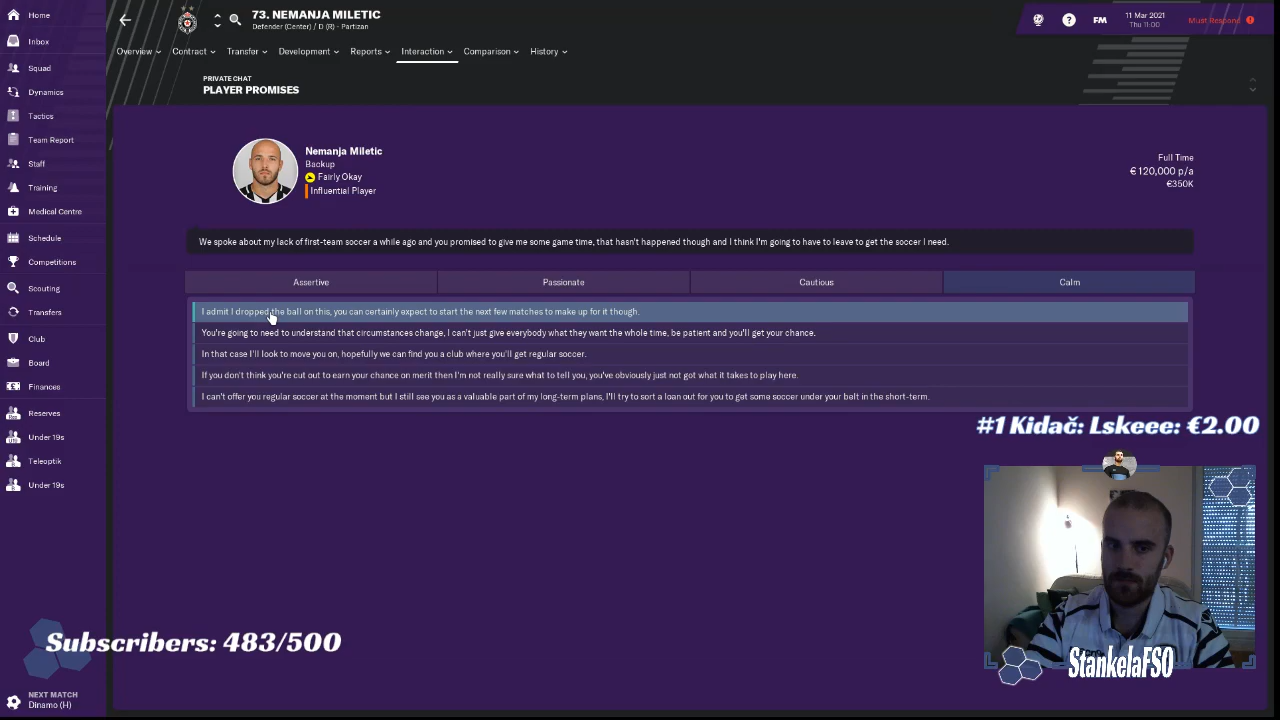 Home
Inbox
Squad
Dynamics
Tactics
Team Report
Staff
Training
Medical Centre
Schedule
Competitions
Scouting
Transfers
Club
Board
Finances
Reserves
Under 19s
Teleoptik
Under 19s
NEXT MATCH
Dinamo (H)
73. NEMANJA MILETIC
Defender (Center) / D (R) - Partizan
FM
11 Mar 2021
Thu 11:00
Must Respond
Overview
Contract
Transfer
Development
Reports
Interaction
Comparison
History
PRIVATE CHAT
PLAYER PROMISES
Nemanja Miletic
Backup
Fairly Okay
Influential Player
Full Time
€120,000 p/a
€350K
We spoke about my lack of first-team soccer a while ago and you promised to give me some game time, that hasn't happened though and I think I'm going to have to leave to get the soccer I need.
Assertive
Passionate
Cautious
Calm
I admit I dropped the ball on this, you can certainly expect to start the next few matches to make up for it though.
You're going to need to understand that circumstances change, I can't just give everybody what they want the whole time, be patient and you'll get your chance.
In that case I'll look to move you on, hopefully we can find you a club where you'll get regular soccer.
If you don't think you're cut out to earn your chance on merit then I'm not really sure what to tell you, you've obviously just not got what it takes to play here.
I can't offer you regular soccer at the moment but I still see you as a valuable part of my long-term plans, I'll try to sort a loan out for you to get some soccer under your belt in the short-term.
#1 Kidač: Lskeee: €2.00
Subscribers: 483/500
StankelaFSO